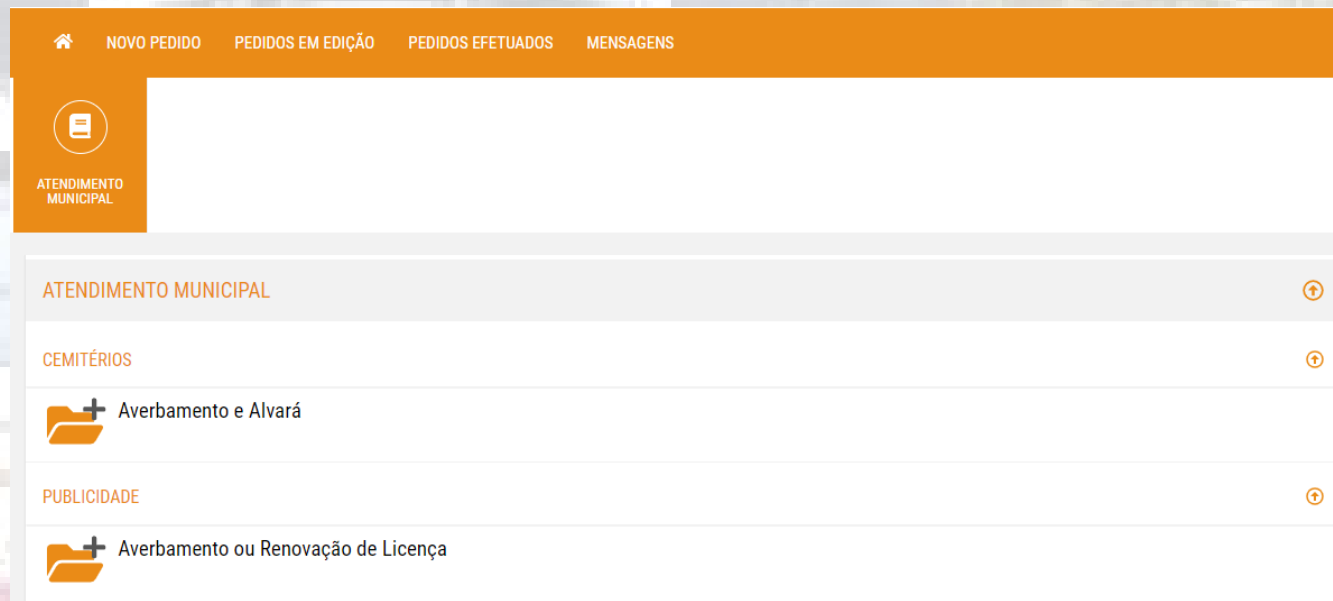 NOVO PEDIDO PEDIDOS EM EDIÇÃO PEDIDOS EFETUADOS MENSAGENS
ATENDIMENTO
MUNICIPAL
ATENDIMENTO MUNICIPAL
CEMITÉRIOS
Averbamento e Alvará
PUBLICIDADE
Averbamento ou Renovação de Licença